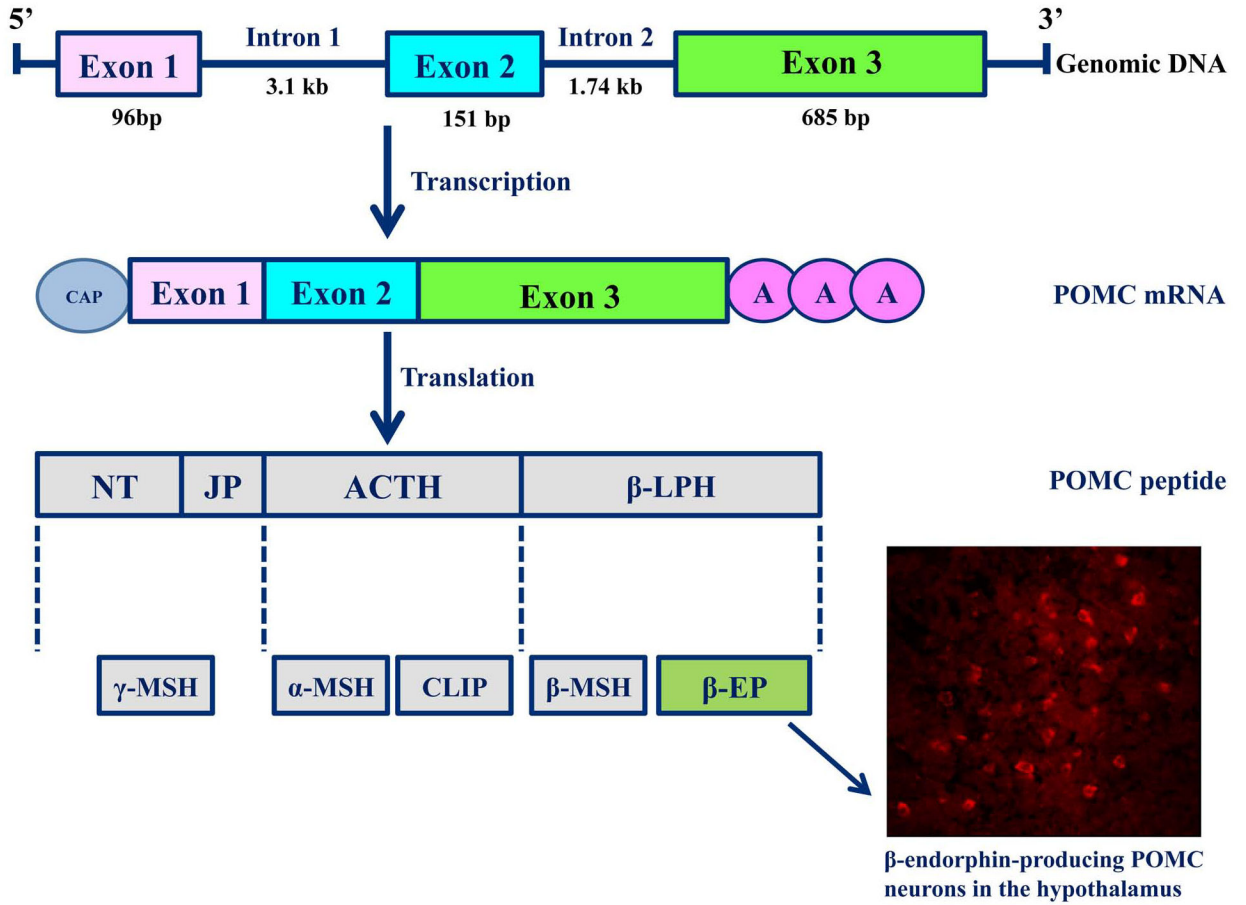 5’ 3’
Intron 1 Intron 2
Exon 1 Exon 2 Exon 3 Genomic DNA
3.1 kb 1.74 kb
96bp 151 bp 685 bp
Transcription
CAP Exon 1 Exon 2 Exon 3 A A A POMC mRNA
Translation
NT JP ACTH β-LPH POMC peptide
γ-MSH α-MSH CLIP β-MSH β-EP
β-endorphin-producing POMC
neurons in the hypothalamus